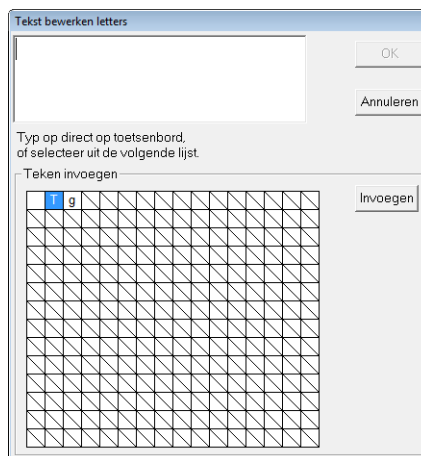 Tekst bewerken letters
OK
Annuleren
Typ op direct op toetsenbord,
of selecteer uit de volgende lijst.
Teken invoegen
T g
Invoegen